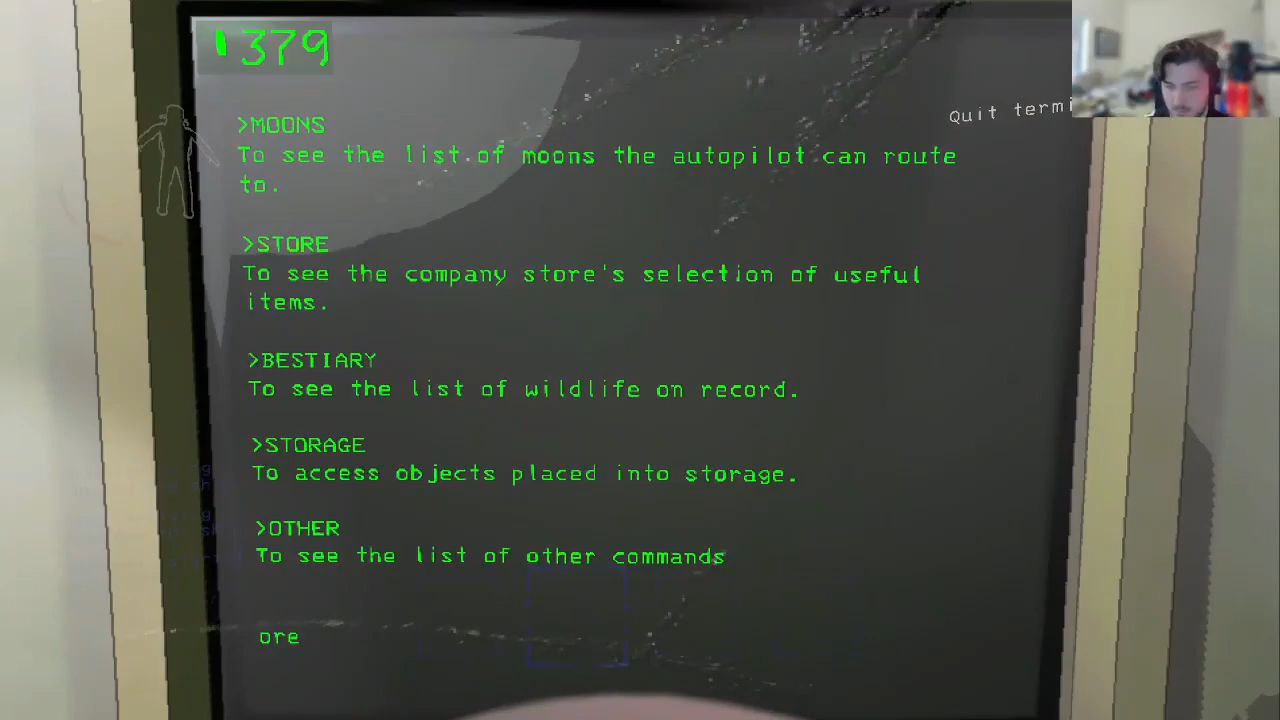 ▮379
Quit termi
>MOONS
To see the list of moons the autopilot can route
to.
>STORE
To see the company store's selection of useful
items.
>BESTIARY
To see the list of wildlife on record.
>STORAGE
To access objects placed into storage.
>OTHER
To see the list of other commands
ore